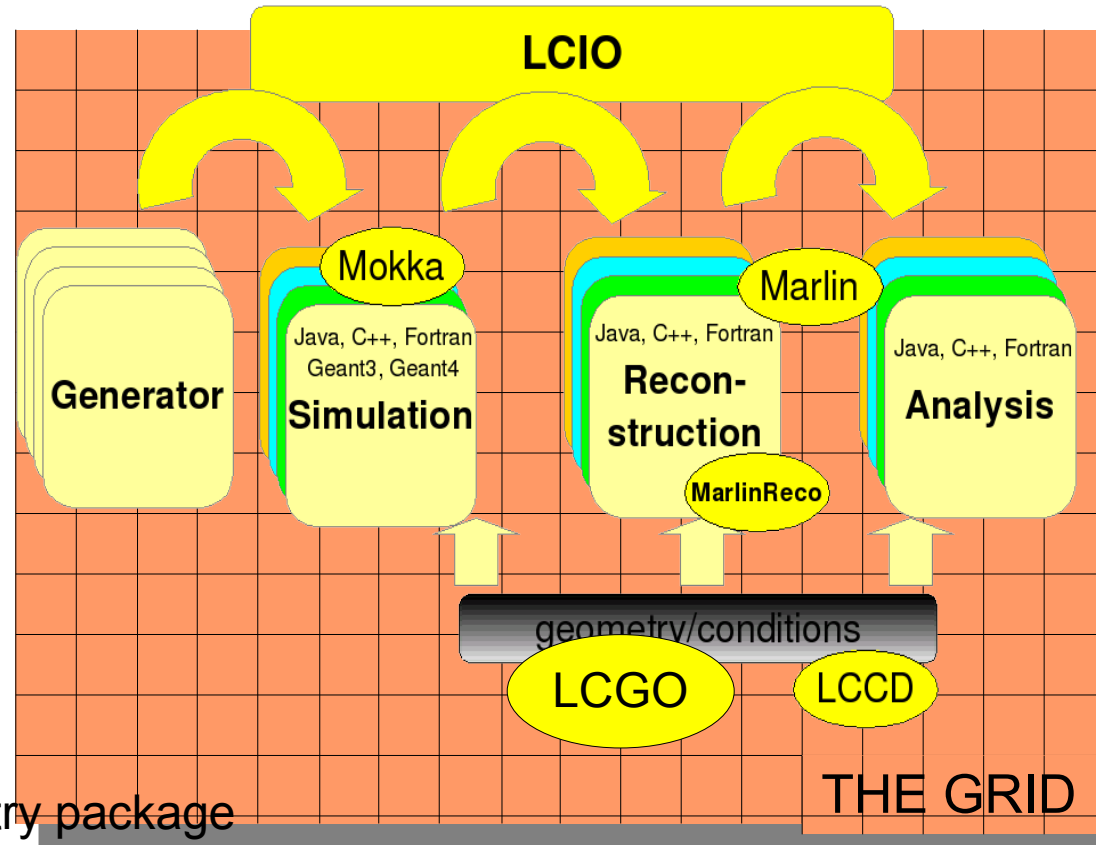 LCIO
Mokka
Marlin
Java, C++, Fortran
Geant3, Geant4
Simulation
Generator
Java, C++, Fortran
Recon-
struction
MarlinReco
Java, C++, Fortran
Analysis
geometry/conditions
LCGO
LCCD
THE GRID
try package